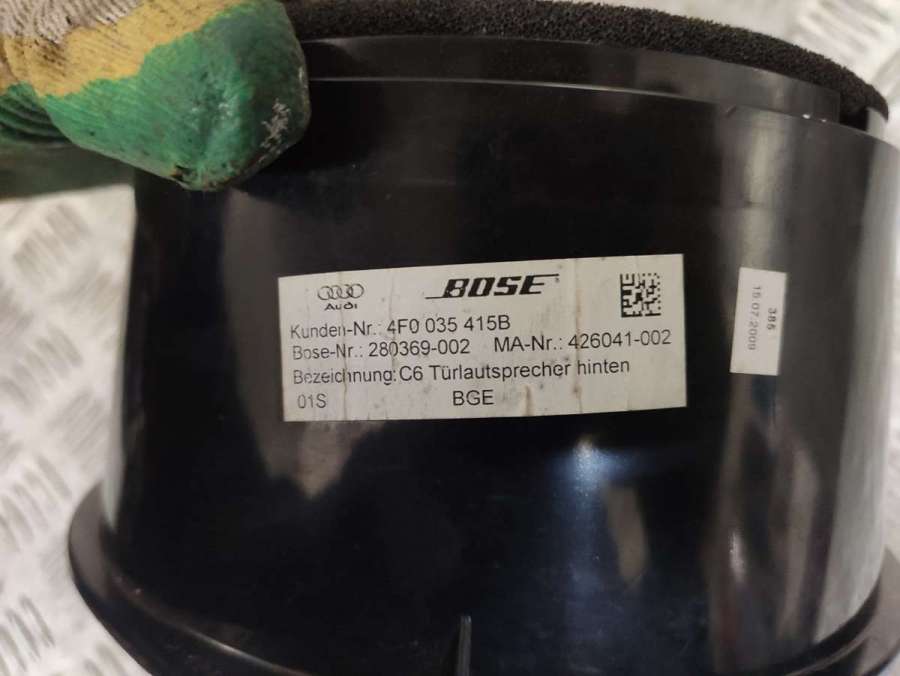 Audi
BOSE
Kunden-Nr.: 4F0 035 415B
Bose-Nr.: 280369-002 MA-Nr.: 426041-002
Bezeichnung: C6 Türlautsprecher hinten
01S BGE
386
15.07.2009